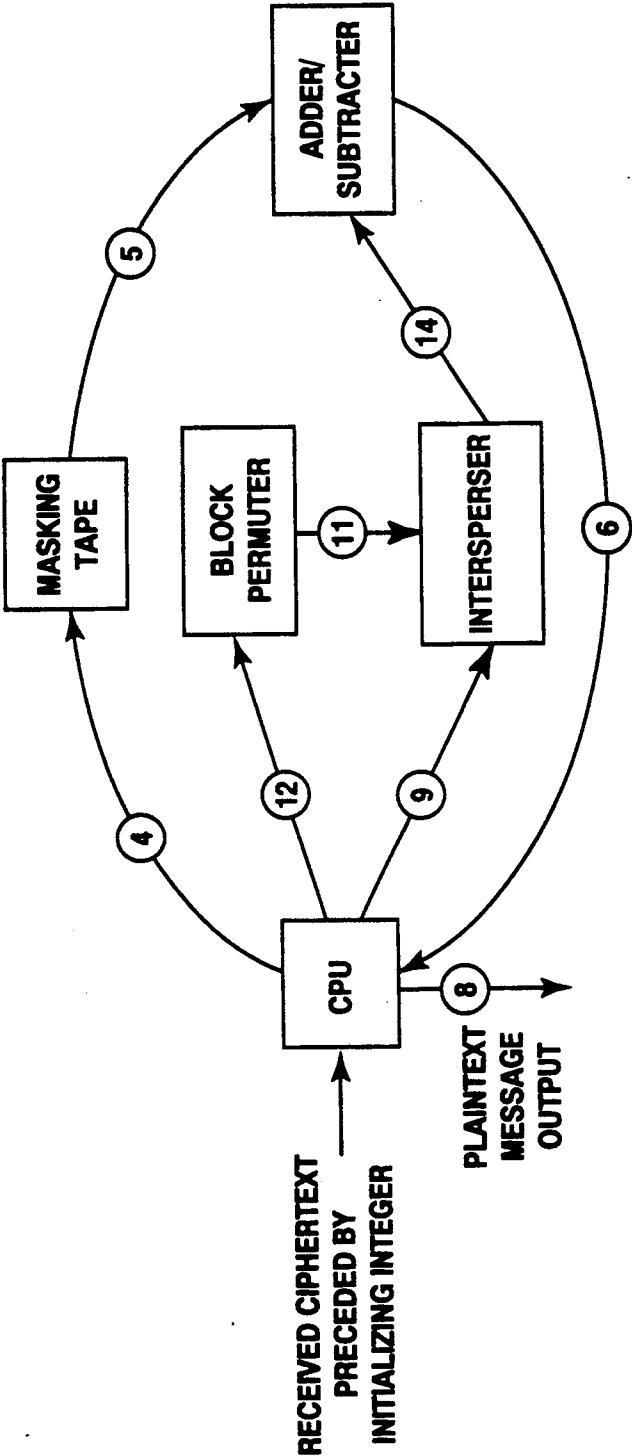 MASKING
TAPE
4
5
BLOCK
PERMUTER
12
11
RECEIVED CIPHERTEXT
PRECEDED BY
INITIALIZING INTEGER
CPU
ADDER/
SUBTRACTER
9
14
INTERSPERSER
8
PLAINTEXT
MESSAGE
OUTPUT
6